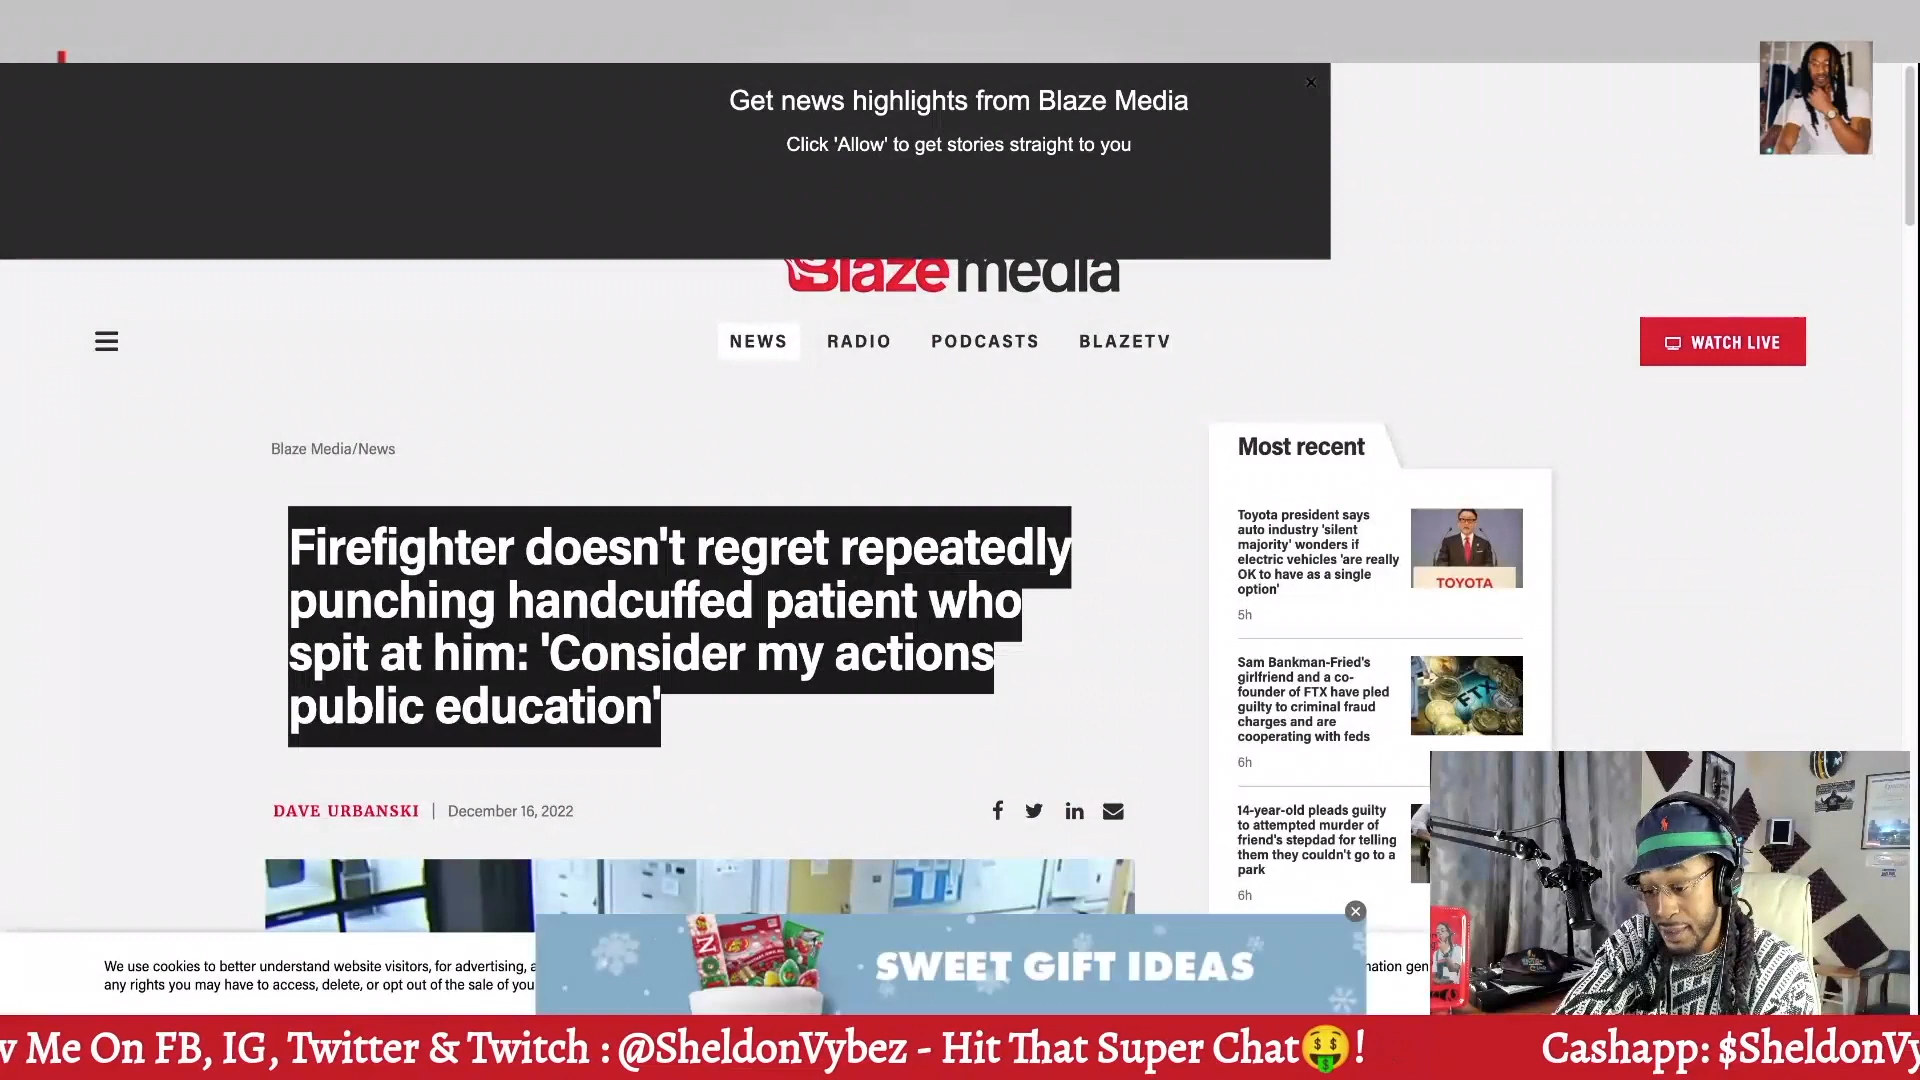 Get news highlights from Blaze Media
Click 'Allow' to get stories straight to you
Blaze media
NEWS RADIO PODCASTS BLAZETV
WATCH LIVE
Blaze Media/News
Firefighter doesn't regret repeatedly
punching handcuffed patient who
spit at him: 'Consider my actions
public education'
DAVE URBANSKI | December 16, 2022
Most recent
Toyota president says
auto industry 'silent
majority' wonders if
electric vehicles 'are really
OK to have as a single
option'
5h
TOYOTA
Sam Bankman-Fried's
girlfriend and a co-
founder of FTX have pled
guilty to criminal fraud
charges and are
cooperating with feds
6h
FTX
14-year-old pleads guilty
to attempted murder of
friend's stepdad for telling
them they couldn't go to a
park
6h
We use cookies to better understand website visitors, for advertising,
any rights you may have to access, delete, or opt out of the sale of you
SWEET GIFT IDEAS
w Me On FB, IG, Twitter & Twitch : @SheldonVybez - Hit That Super Chat🤑! Cashapp: $SheldonVy